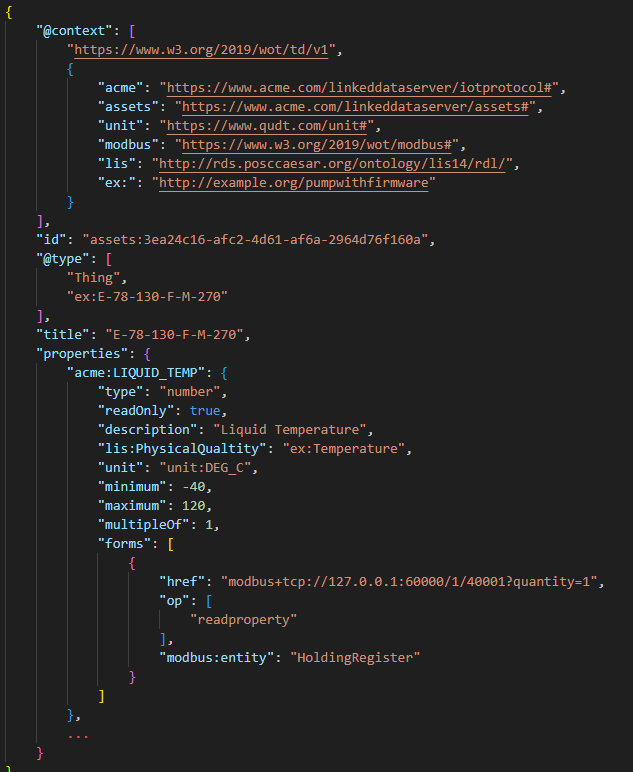 {
    "@context": [
        "https://www.w3.org/2019/wot/td/v1",
        {
            "acme": "https://www.acme.com/linkeddataserver/iotprotocol#",
            "assets": "https://www.acme.com/linkeddataserver/assets#",
            "unit": "https://www.qudt.com/unit#",
            "modbus": "https://www.w3.org/2019/wot/modbus#",
            "lis": "http://rds.posccaesar.org/ontology/lis14/rdl/",
            "ex:": "http://example.org/pumpwithfirmware"
        }
    ],
    "id": "assets:3ea24c16-afc2-4d61-af6a-2964d76f160a",
    "@type": [
        "Thing",
        "ex:E-78-130-F-M-270"
    ],
    "title": "E-78-130-F-M-270",
    "properties": {
        "acme:LIQUID_TEMP": {
            "type": "number",
            "readOnly": true,
            "description": "Liquid Temperature",
            "lis:PhysicalQualtity": "ex:Temperature",
            "unit": "unit:DEG_C",
            "minimum": -40,
            "maximum": 120,
            "multipleOf": 1,
            "forms": [
                {
                    "href": "modbus+tcp://127.0.0.1:60000/1/40001?quantity=1",
                    "op": [
                        "readproperty"
                    ],
                    "modbus:entity": "HoldingRegister"
                }
            ]
        },
        ...
    }
}